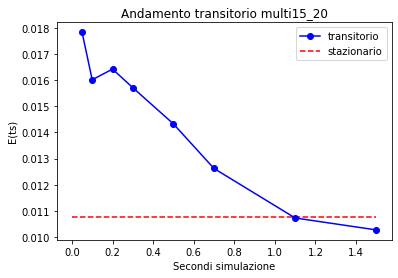 Andamento transitorio multi15_20
transitorio
stazionario
0.018
0.017
0.016
0.015
0.014
0.013
0.012
0.011
0.010
E(ts)
0.0 0.2 0.4 0.6 0.8 1.0 1.2 1.4
Secondi simulazione